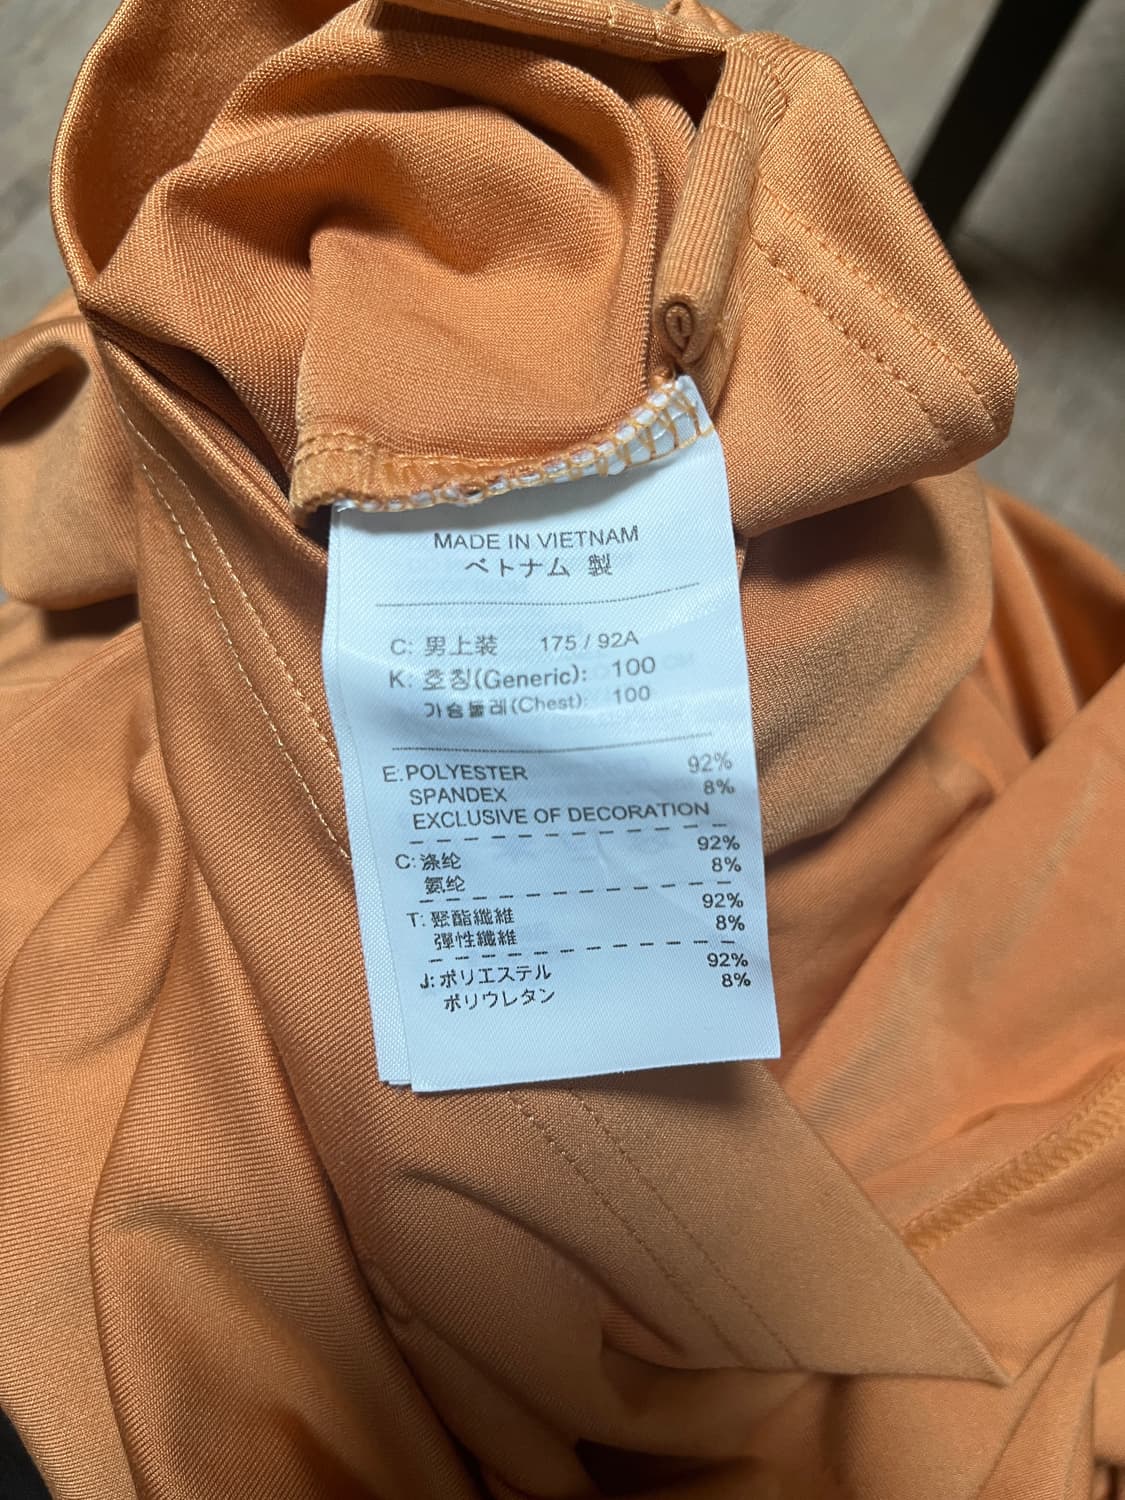 MADE IN VIETNAM
ベトナム 製
C: 男上装 175 / 92A
K: 호칭(Generic): 100
가슴둘레(Chest): 100
E: POLYESTER 92%
SPANDEX 8%
EXCLUSIVE OF DECORATION
C: 涤纶 92%
氨纶 8%
T: 聚酯纖維 92%
彈性纖維 8%
J: ポリエステル 92%
ポリウレタン 8%